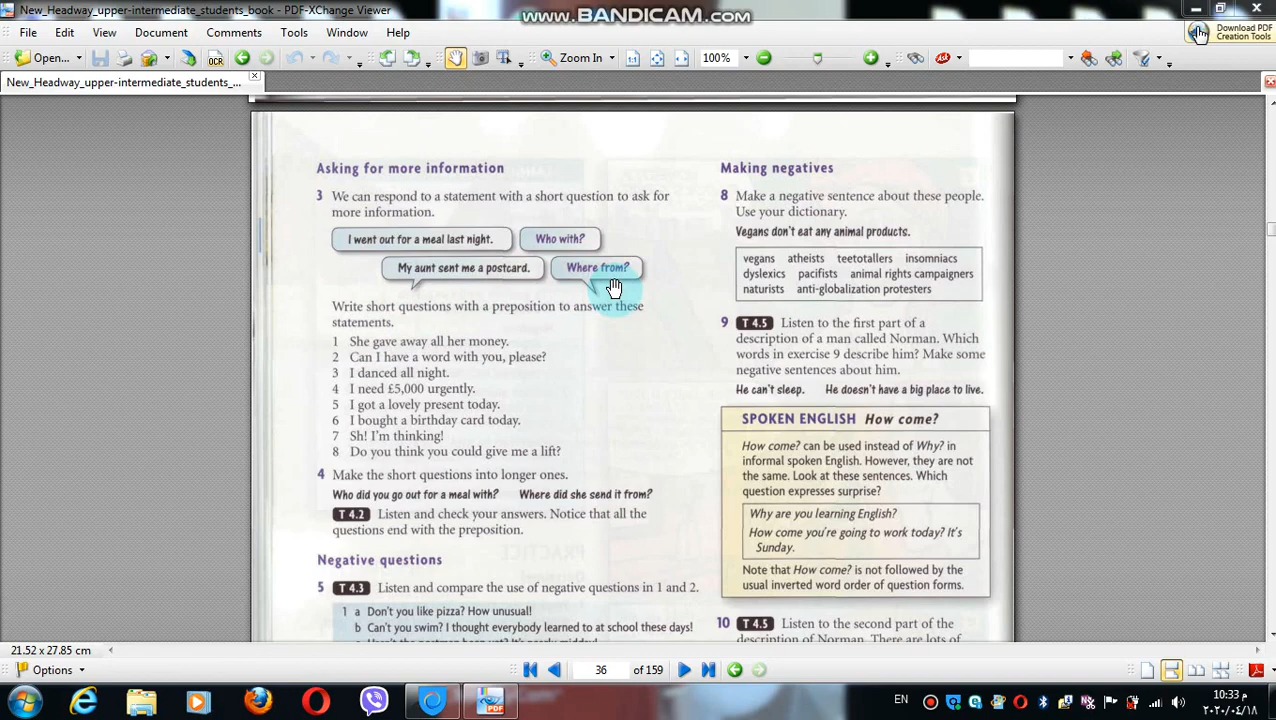 New_Headway_upper-intermediate_students_book - PDF-XChange Viewer
www.BANDICAM.com
File Edit View Document Comments Tools Window Help
Download PDF
Creation Tools
Open... OCR Zoom In 100%
New_Headway_upper-intermediate_students_...
Asking for more information
3 We can respond to a statement with a short question to ask for
more information.
I went out for a meal last night. Who with?
My aunt sent me a postcard. Where from?
Write short questions with a preposition to answer these
statements.
1 She gave away all her money.
2 Can I have a word with you, please?
3 I danced all night.
4 I need £5,000 urgently.
5 I got a lovely present today.
6 I bought a birthday card today.
7 Sh! I'm thinking!
8 Do you think you could give me a lift?
4 Make the short questions into longer ones.
Who did you go out for a meal with? Where did she send it from?
T 4.2 Listen and check your answers. Notice that all the
questions end with the preposition.
Negative questions
5 T 4.3 Listen and compare the use of negative questions in 1 and 2.
1 a Don't you like pizza? How unusual!
b Can't you swim? I thought everybody learned to at school these days!
Making negatives
8 Make a negative sentence about these people.
Use your dictionary.
Vegans don't eat any animal products.
vegans atheists teetotallers insomniacs
dyslexics pacifists animal rights campaigners
naturists anti-globalization protesters
9 T 4.5 Listen to the first part of a
description of a man called Norman. Which
words in exercise 9 describe him? Make some
negative sentences about him.
He can't sleep. He doesn't have a big place to live.
SPOKEN ENGLISH How come?
How come? can be used instead of Why? in
informal spoken English. However, they are not
the same. Look at these sentences. Which
question expresses surprise?
Why are you learning English?
How come you're going to work today? It's
Sunday.
Note that How come? is not followed by the
usual inverted word order of question forms.
10 T 4.5 Listen to the second part of the
description of Norman. There are lots of
21.52 x 27.85 cm
Options 36 of 159
EN
10:33 م
٢٠٢٠/٠٤/١٨